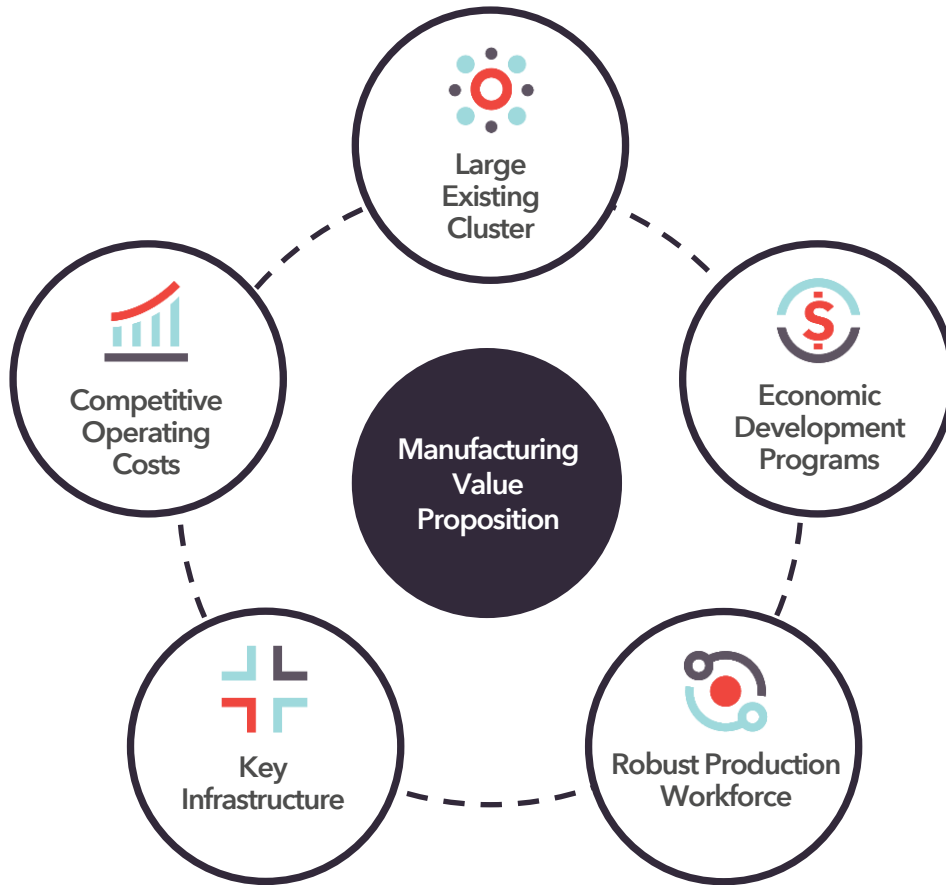 Large
Existing
Cluster
$
Economic
Development
Programs
Competitive
Operating
Costs
Manufacturing
Value
Proposition
Key
Infrastructure
Robust Production
Workforce